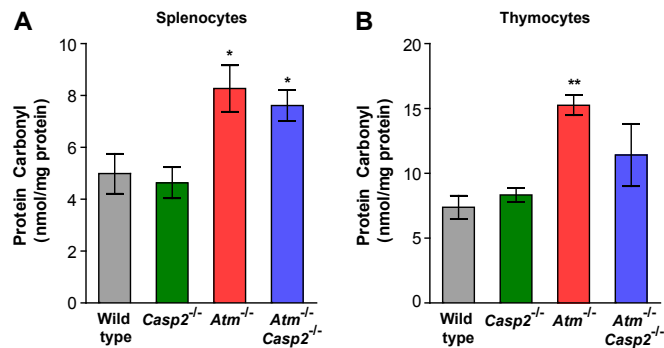 A
Splenocytes
Protein Carbonyl
(nmol/mg protein)
10
8
6
4
2
0
*
*
Wild
type
Casp2-/-
Atm-/-
Atm-/-
Casp2-/-
B
Thymocytes
Protein Carbonyl
(nmol/mg protein)
20
15
10
5
0
**
Wild
type
Casp2-/-
Atm-/-
Atm-/-
Casp2-/-